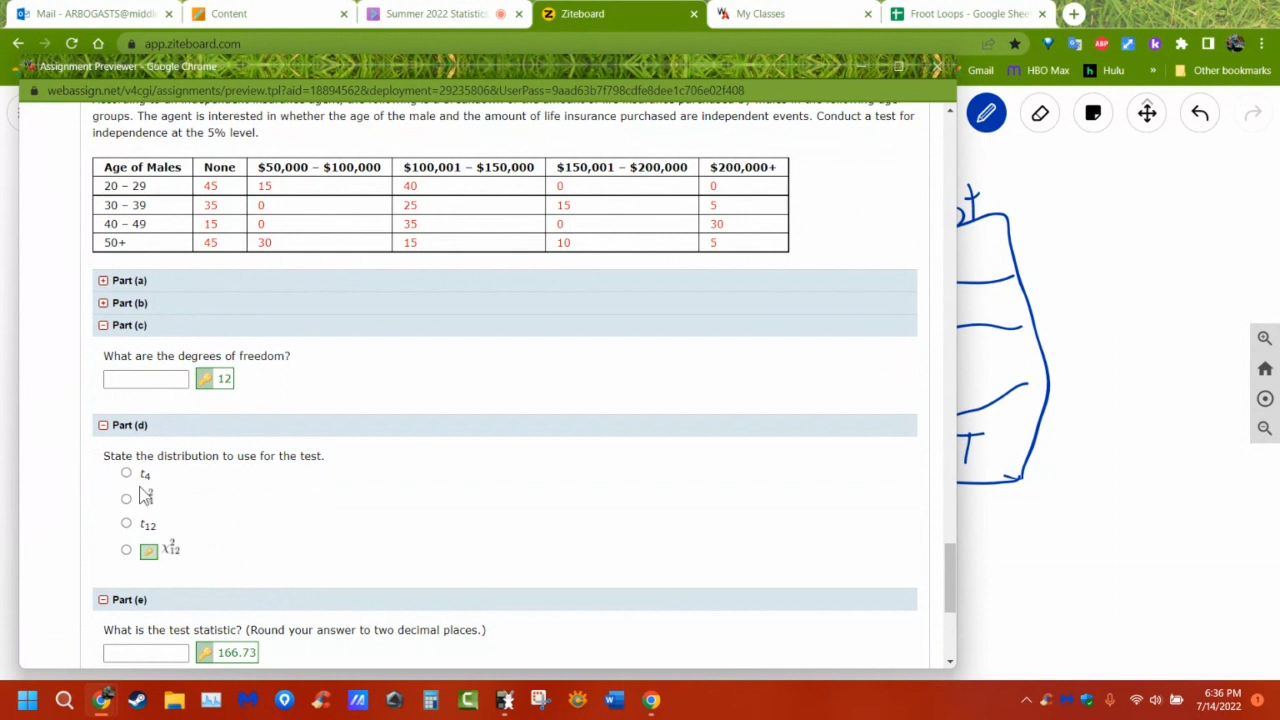 Mail - ARBOGASTS@middl
Content
Summer 2022 Statistic
Ziteboard
My Classes
Froot Loops - Google Shee
app.ziteboard.com
Assignment Previewer - Google Chrome
Gmail
HBO Max
Hulu
»
Other bookmarks
webassign.net/v4cgi/assignments/preview.tpl?aid=18894562&deployment=29235806&UserPass=9aad63b7f798cdfe8dee1c706e02f408
groups. The agent is interested in whether the age of the male and the amount of life insurance purchased are independent events. Conduct a test for
independence at the 5% level.
Age of Males None $50,000 – $100,000 $100,001 – $150,000 $150,001 – $200,000 $200,000+
20 – 29 45 15 40 0 0
30 – 39 35 0 25 15 5
40 – 49 15 0 35 0 30
50+ 45 30 15 10 5
Part (a)
Part (b)
Part (c)
What are the degrees of freedom?
12
Part (d)
State the distribution to use for the test.
t4
t12
χ²12
Part (e)
What is the test statistic? (Round your answer to two decimal places.)
166.73
T
6:36 PM
7/14/2022
1